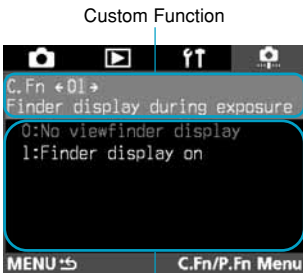 Custom Function
C.Fn ←01→
Finder display during exposure
0:No viewfinder display
1:Finder display on
MENU
C.Fn/P.Fn Menu